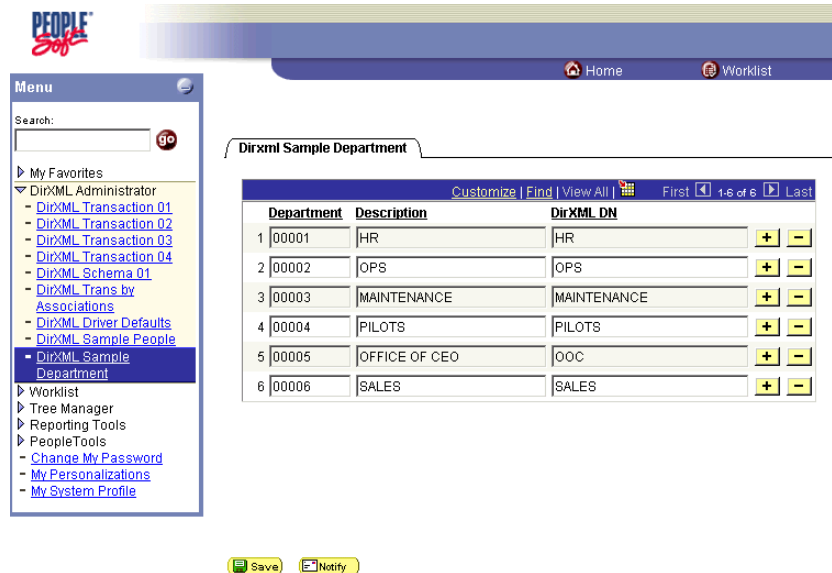 PEOPLE
Soft
Home Worklist
Menu
Search:
go
My Favorites
DirXML Administrator
DirXML Transaction 01
DirXML Transaction 02
DirXML Transaction 03
DirXML Transaction 04
DirXML Schema 01
DirXML Trans by
Associations
DirXML Driver Defaults
DirXML Sample People
DirXML Sample
Department
Worklist
Tree Manager
Reporting Tools
PeopleTools
Change My Password
My Personalizations
My System Profile
Dirxml Sample Department
Customize | Find | View All | First 1-6 of 6 Last
Department Description DirXML DN
1 00001 HR HR + -
2 00002 OPS OPS + -
3 00003 MAINTENANCE MAINTENANCE + -
4 00004 PILOTS PILOTS + -
5 00005 OFFICE OF CEO OOC + -
6 00006 SALES SALES + -
Save Notify